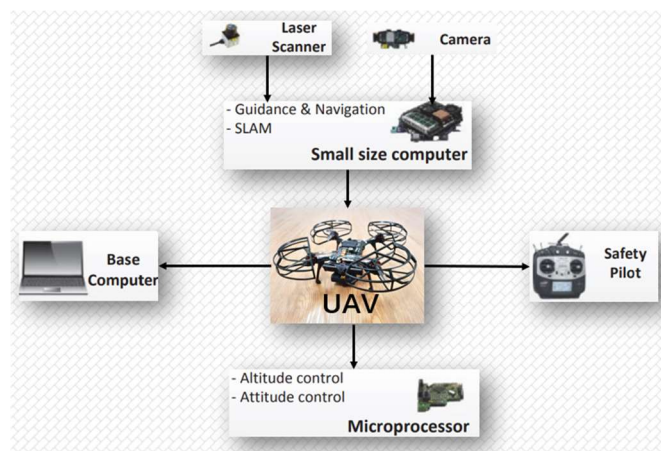 Laser
Scanner
Camera
- Guidance & Navigation
- SLAM
Small size computer
Base
Computer
UAV
Safety
Pilot
- Altitude control
- Attitude control
Microprocessor